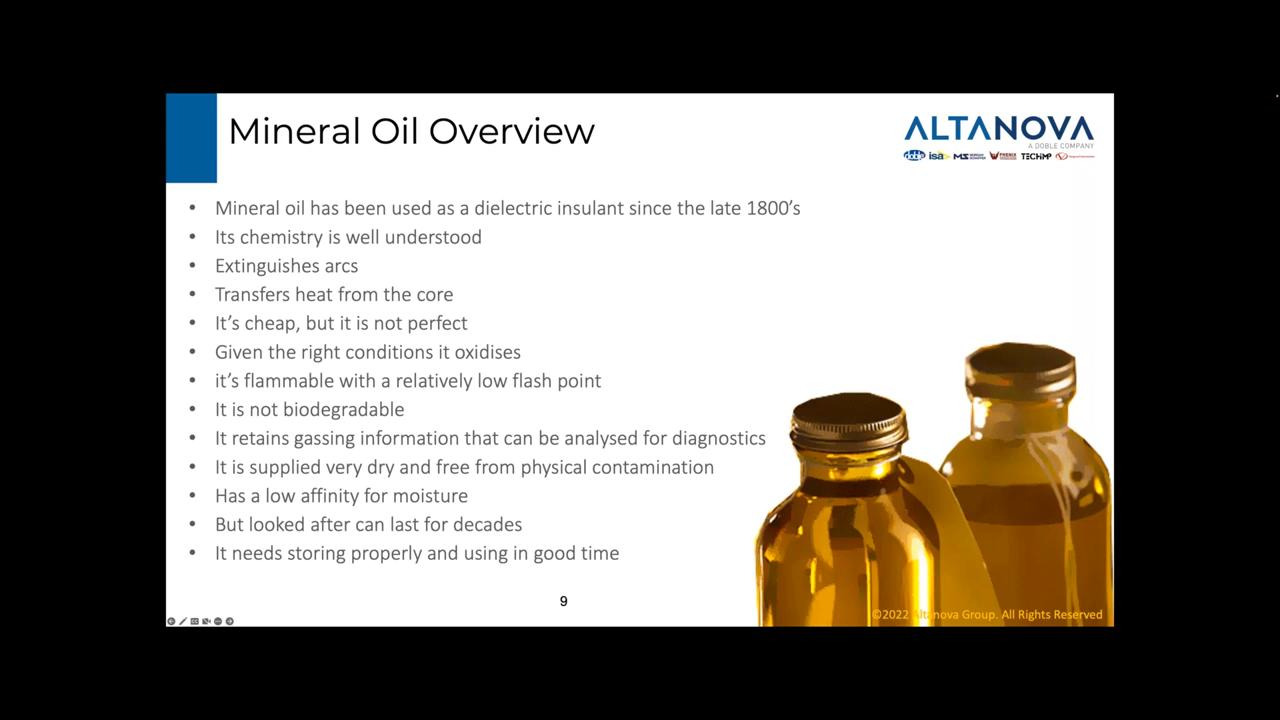 Mineral Oil Overview
ALTANOVA
A DOBLE COMPANY
doble isa TECHIMP
• Mineral oil has been used as a dielectric insulant since the late 1800's
• Its chemistry is well understood
• Extinguishes arcs
• Transfers heat from the core
• It's cheap, but it is not perfect
• Given the right conditions it oxidises
• it's flammable with a relatively low flash point
• It is not biodegradable
• It retains gassing information that can be analysed for diagnostics
• It is supplied very dry and free from physical contamination
• Has a low affinity for moisture
• But looked after can last for decades
• It needs storing properly and using in good time
9
©2022 Altanova Group. All Rights Reserved